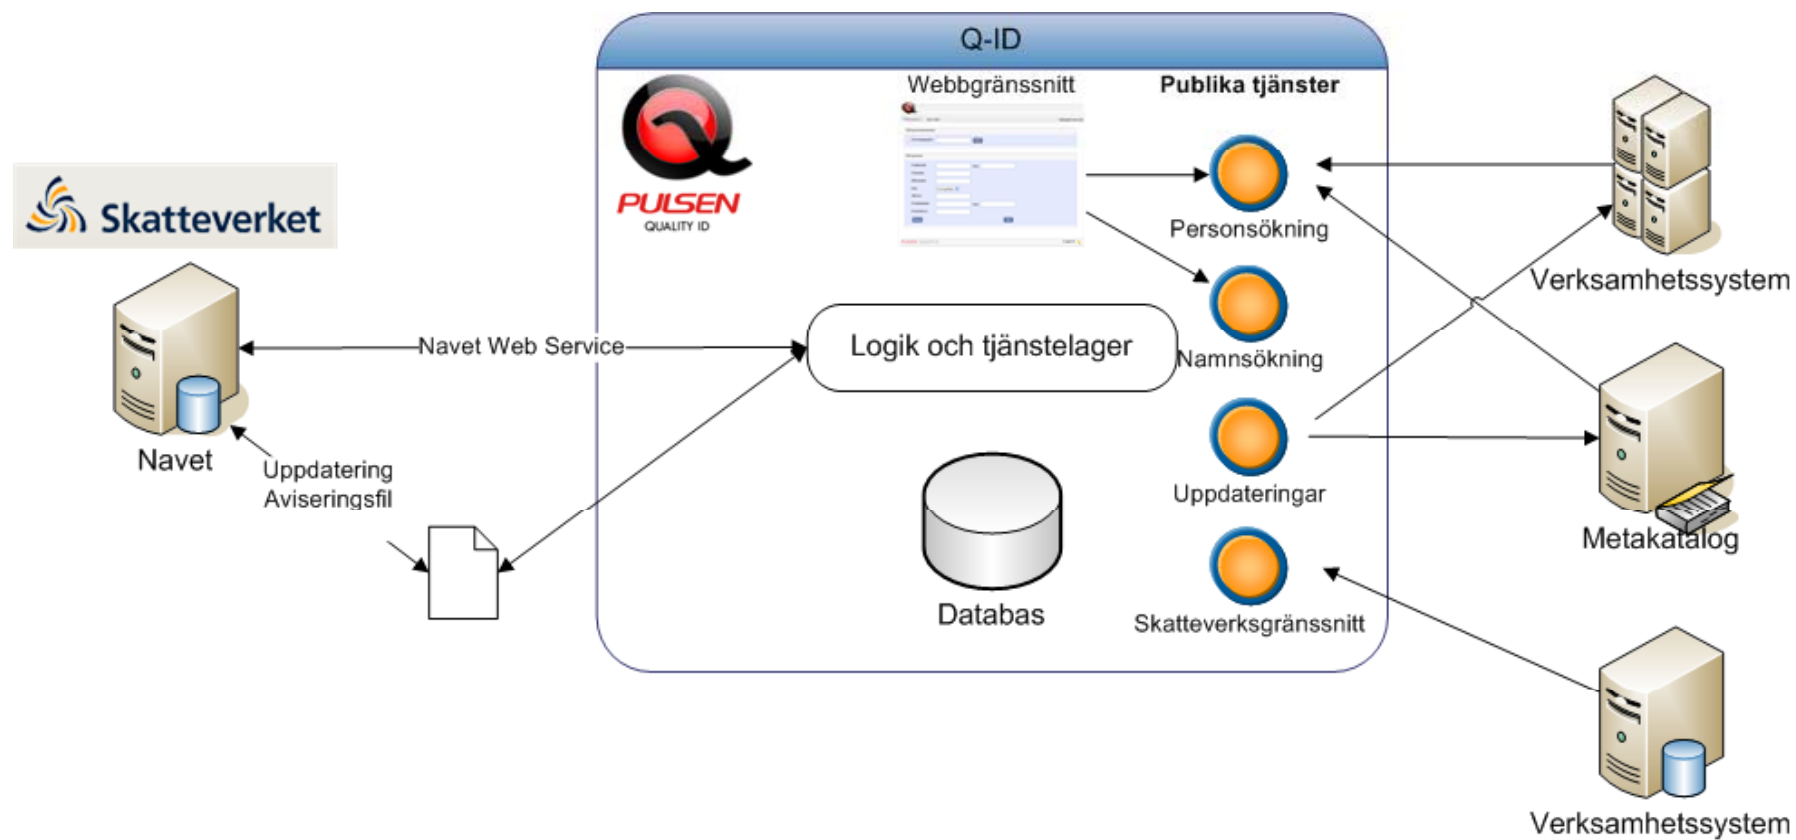 Q-ID
Webbgränssnitt
Publika tjänster
PULSEN
QUALITY ID
Skatteverket
Personsökning
Verksamhetssystem
Navet Web Service
Logik och tjänstelager
Namnsökning
Navet
Uppdatering
Aviseringsfil
Uppdateringar
Metakatalog
Databas
Skatteverksgränssnitt
Verksamhetssystem